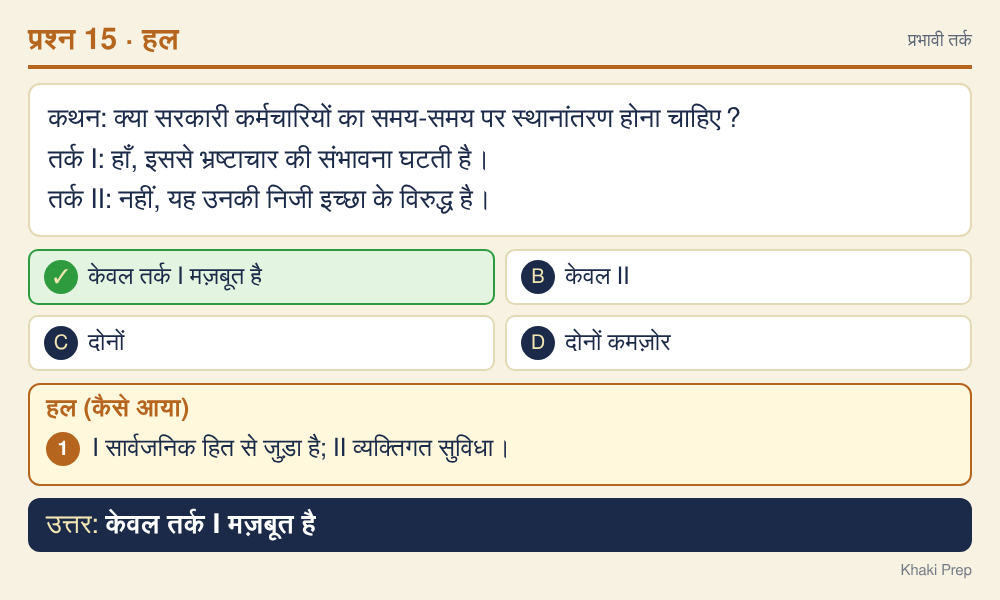 प्रश्न 15 · हल
प्रभावी तर्क
कथन: क्या सरकारी कर्मचारियों का समय-समय पर स्थानांतरण होना चाहिए ?
तर्क I: हाँ, इससे भ्रष्टाचार की संभावना घटती है।
तर्क II: नहीं, यह उनकी निजी इच्छा के विरुद्ध है।
✓ केवल तर्क I मज़बूत है
B केवल II
C दोनों
D दोनों कमज़ोर
हल (कैसे आया)
1 I सार्वजनिक हित से जुड़ा है; II व्यक्तिगत सुविधा।
उत्तर: केवल तर्क I मज़बूत है
Khaki Prep